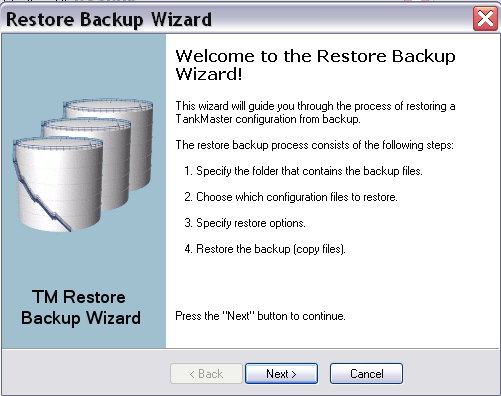 Restore Backup Wizard
Welcome to the Restore Backup
Wizard!
This wizard will guide you through the process of restoring a
TankMaster configuration from backup.
The restore backup process consists of the following steps:
1. Specify the folder that contains the backup files.
2. Choose which configuration files to restore.
3. Specify restore options.
4. Restore the backup (copy files).
TM Restore
Backup Wizard
Press the "Next" button to continue.
< Back
Next >
Cancel